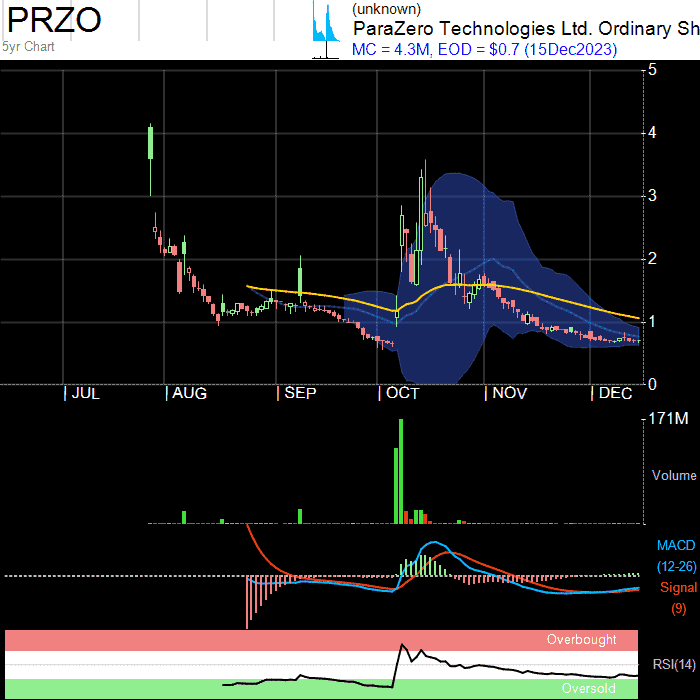 PRZO
5yr Chart
(unknown)
ParaZero Technologies Ltd. Ordinary Sh
MC = 4.3M, EOD = $0.7 (15Dec2023)
5
4
3
2
1
0
| JUL | AUG | SEP | OCT | NOV | DEC
171M
Volume
MACD
(12-26)
Signal
(9)
Overbought
RSI(14)
Oversold